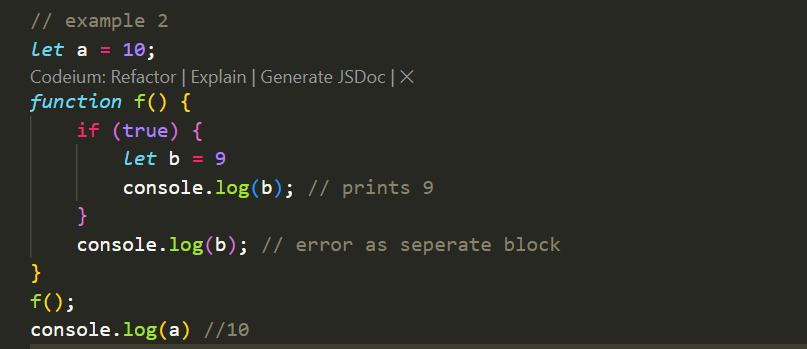 // example 2
let a = 10;
Codeium: Refactor | Explain | Generate JSDoc | ×
function f() {
    if (true) {
        let b = 9
        console.log(b); // prints 9
    }
    console.log(b); // error as seperate block
}
f();
console.log(a) //10